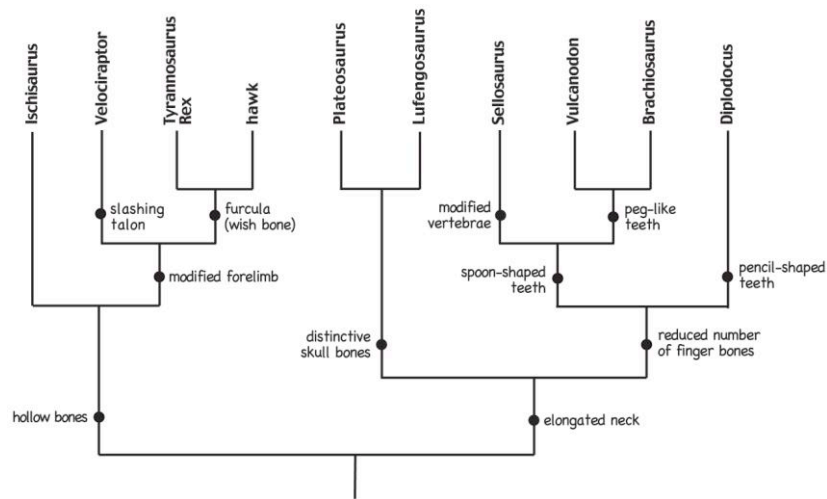 Ischisaurus
Velociraptor
Tyrannosaurus
Rex
hawk
Plateosaurus
Lufengosaurus
Sellosaurus
Vulcanodon
Brachiosaurus
Diplodocus
slashing
talon
furcula
(wish bone)
modified
vertebrae
peg-like
teeth
modified forelimb
spoon-shaped
teeth
pencil-shaped
teeth
distinctive
skull bones
reduced number
of finger bones
hollow bones
elongated neck